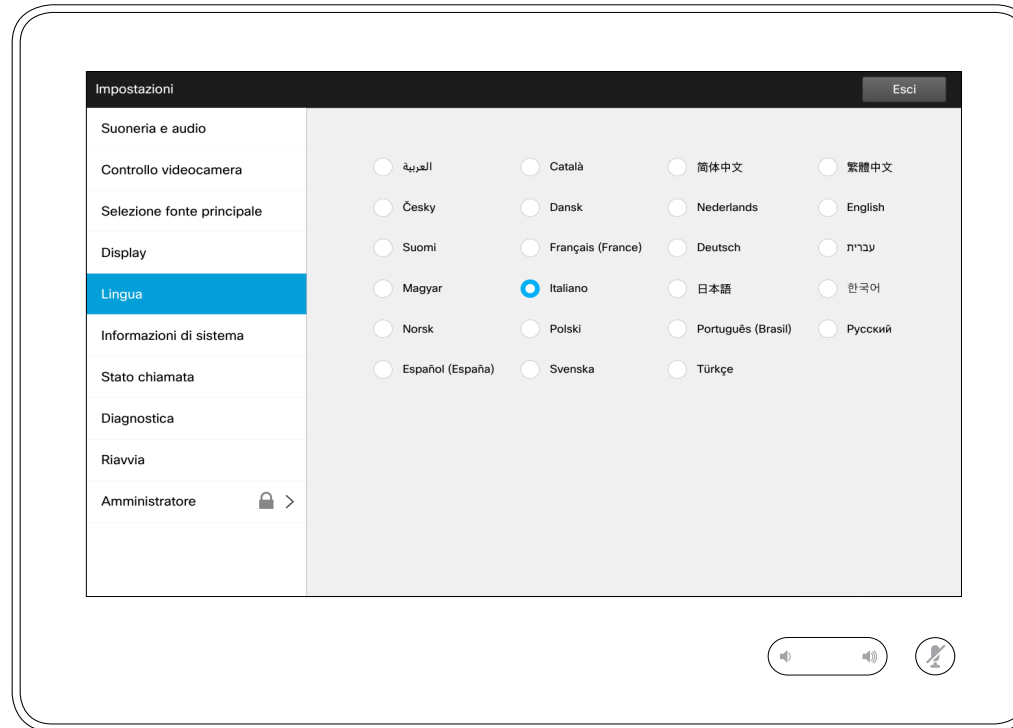 Impostazioni
Esci
Suoneria e audio
Controllo videocamera
Selezione fonte principale
Display
Lingua
Informazioni di sistema
Stato chiamata
Diagnostica
Riavvia
Amministratore
العربية
Català
简体中文
繁體中文
Česky
Dansk
Nederlands
English
Suomi
Français (France)
Deutsch
עברית
Magyar
Italiano
日本語
한국어
Norsk
Polski
Português (Brasil)
Русский
Español (España)
Svenska
Türkçe